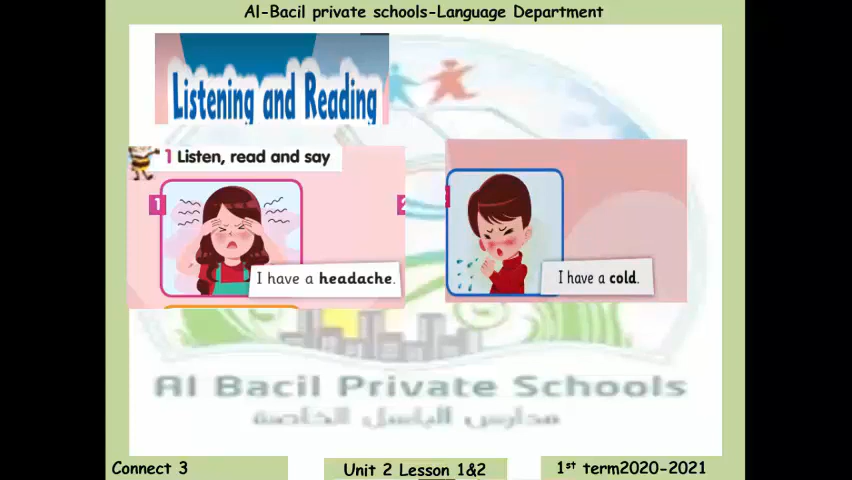 Al-Bacil private schools-Language Department
Listening and Reading
1 Listen, read and say
1
2
I have a headache.
I have a cold.
Al Bacil Private Schools
مدارس الباسل الخاصة
Connect 3
Unit 2 Lesson 1&2
1st term2020-2021